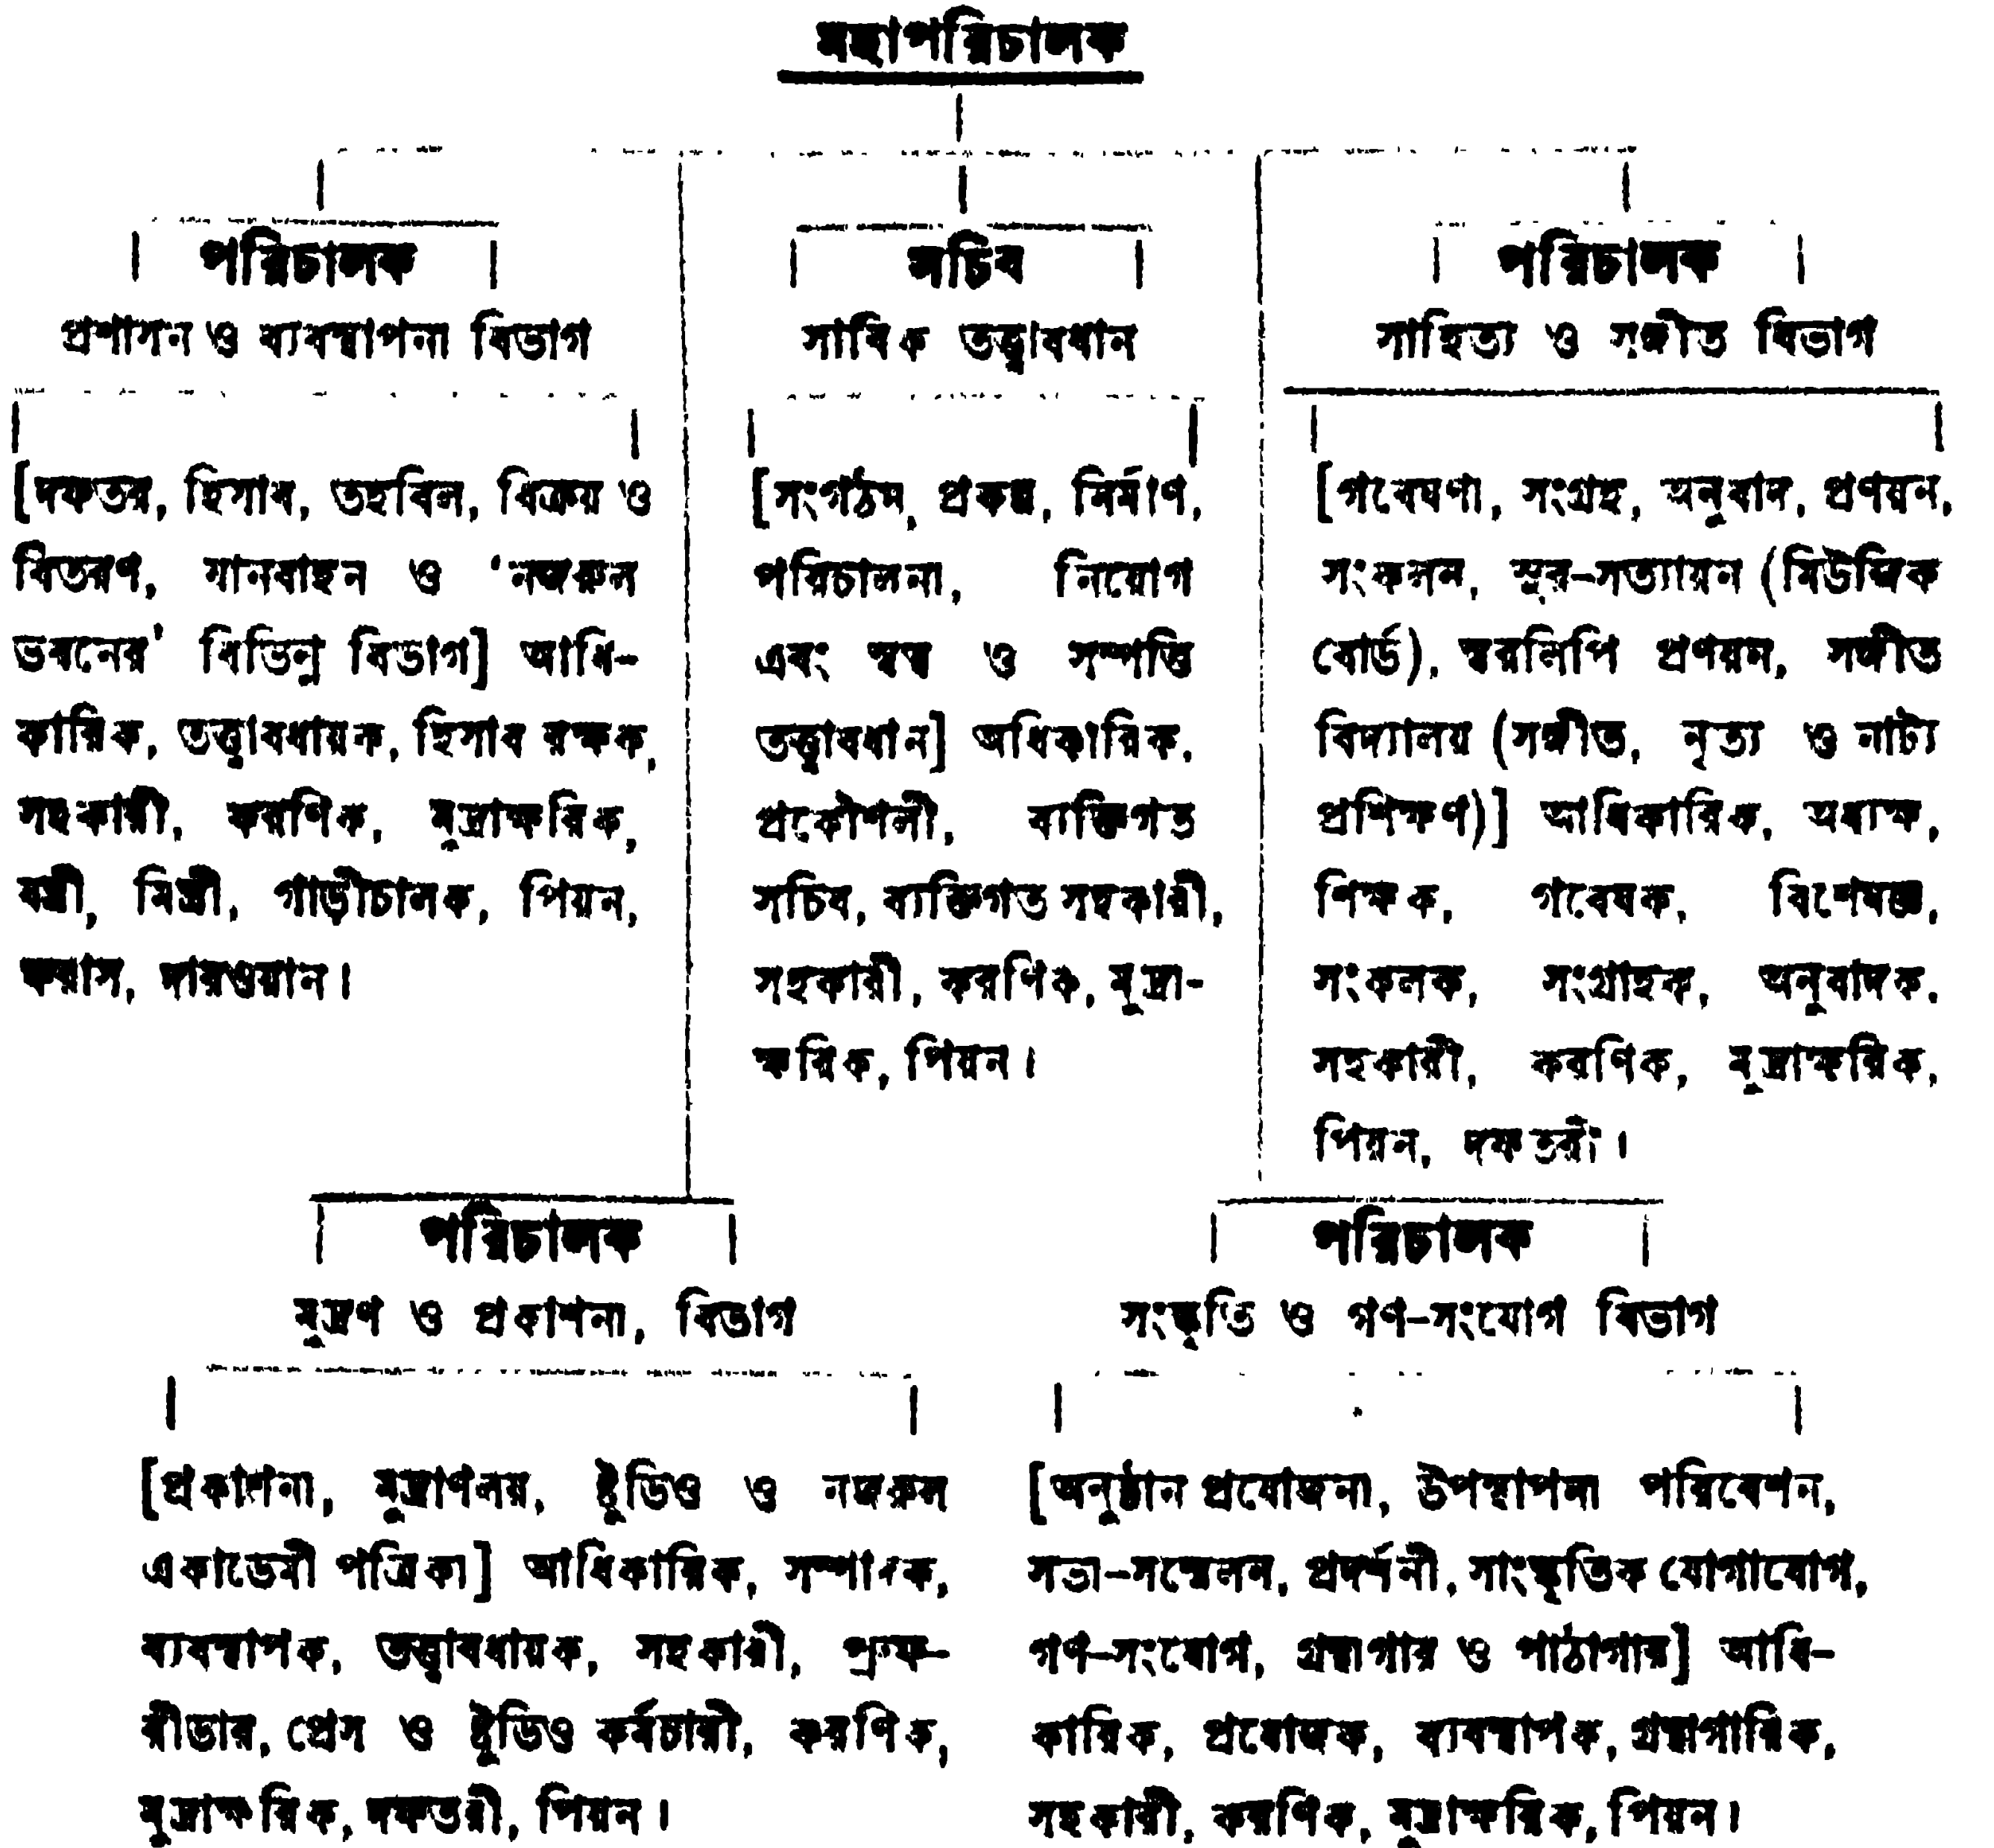 মহাপরিচালক
পরিচালক
প্রশাসন ও ব্যবস্থাপনা বিভাগ
[দফতর, হিসাব, তহবিল, বিক্রয় ও
বিতরণ, যানবাহন ও 'নজরুল
ভবনের' বিভিন্ন বিভাগ] আধি-
কারিক, তত্ত্বাবধায়ক, হিসাব রক্ষক,
সহকারী, করণিক, মুদ্রাক্ষরিক,
যন্ত্রী, মিস্ত্রী, গাড়ীচালক, পিয়ন,
ফরাস, দারওয়ান।
সচিব
সার্বিক তত্ত্বাবধান
[সংগঠন, প্রকল্প, নির্মাণ,
পরিচালনা, নিয়োগ
এবং স্বত্ব ও সম্পত্তি
তত্ত্বাবধান] অধিকারিক,
প্রকৌশলী, ব্যক্তিগত
সচিব, ব্যক্তিগত সহকারী,
সহকারী, করণিক, মুদ্রা-
ক্ষরিক, পিয়ন।
পরিচালক
সাহিত্য ও সঙ্গীত বিভাগ
[গবেষণা, সংগ্রহ, অনুবাদ, প্রণয়ন,
সংকলন, সুর-সত্যায়ন (মিউজিক
বোর্ড), স্বরলিপি প্রণয়ন, সঙ্গীত
বিদ্যালয় (সঙ্গীত, নৃত্য ও নাট্য
প্রশিক্ষণ)] আধিকারিক, অধ্যক্ষ,
শিক্ষক, গবেষক, বিশেষজ্ঞ,
সংকলক, সংগ্রাহক, অনুবাদক,
সহকারী, করণিক, মুদ্রাক্ষরিক,
পিয়ন, দফতরী।
পরিচালক
মুদ্রণ ও প্রকাশনা, বিভাগ
[প্রকাশনা, মুদ্রাণলয়, ষ্টুডিও ও নজরুল
একাডেমী পত্রিকা] আধিকারিক, সম্পাদক,
ব্যবস্থাপক, তত্ত্বাবধায়ক, সহকারী, প্রুফ-
রীডার, প্রেস ও ষ্টুডিও কর্মচারী, করণিক,
মুদ্রাক্ষরিক, দফতরী, পিয়ন।
পরিচালক
সংস্কৃতি ও গণ-সংযোগ বিভাগ
[অনুষ্ঠান প্রযোজনা, উপস্থাপনা পরিবেশন,
সভা-সম্মেলন, প্রদর্শনী, সাংস্কৃতিক যোগাযোগ,
গণ-সংযোগ, গ্রন্থাগার ও পাঠাগার] আধি-
কারিক, প্রযোজক, ব্যবস্থাপক, গ্রন্থাগারিক,
সহকারী, করণিক, মুদ্রাক্ষরিক, পিয়ন।